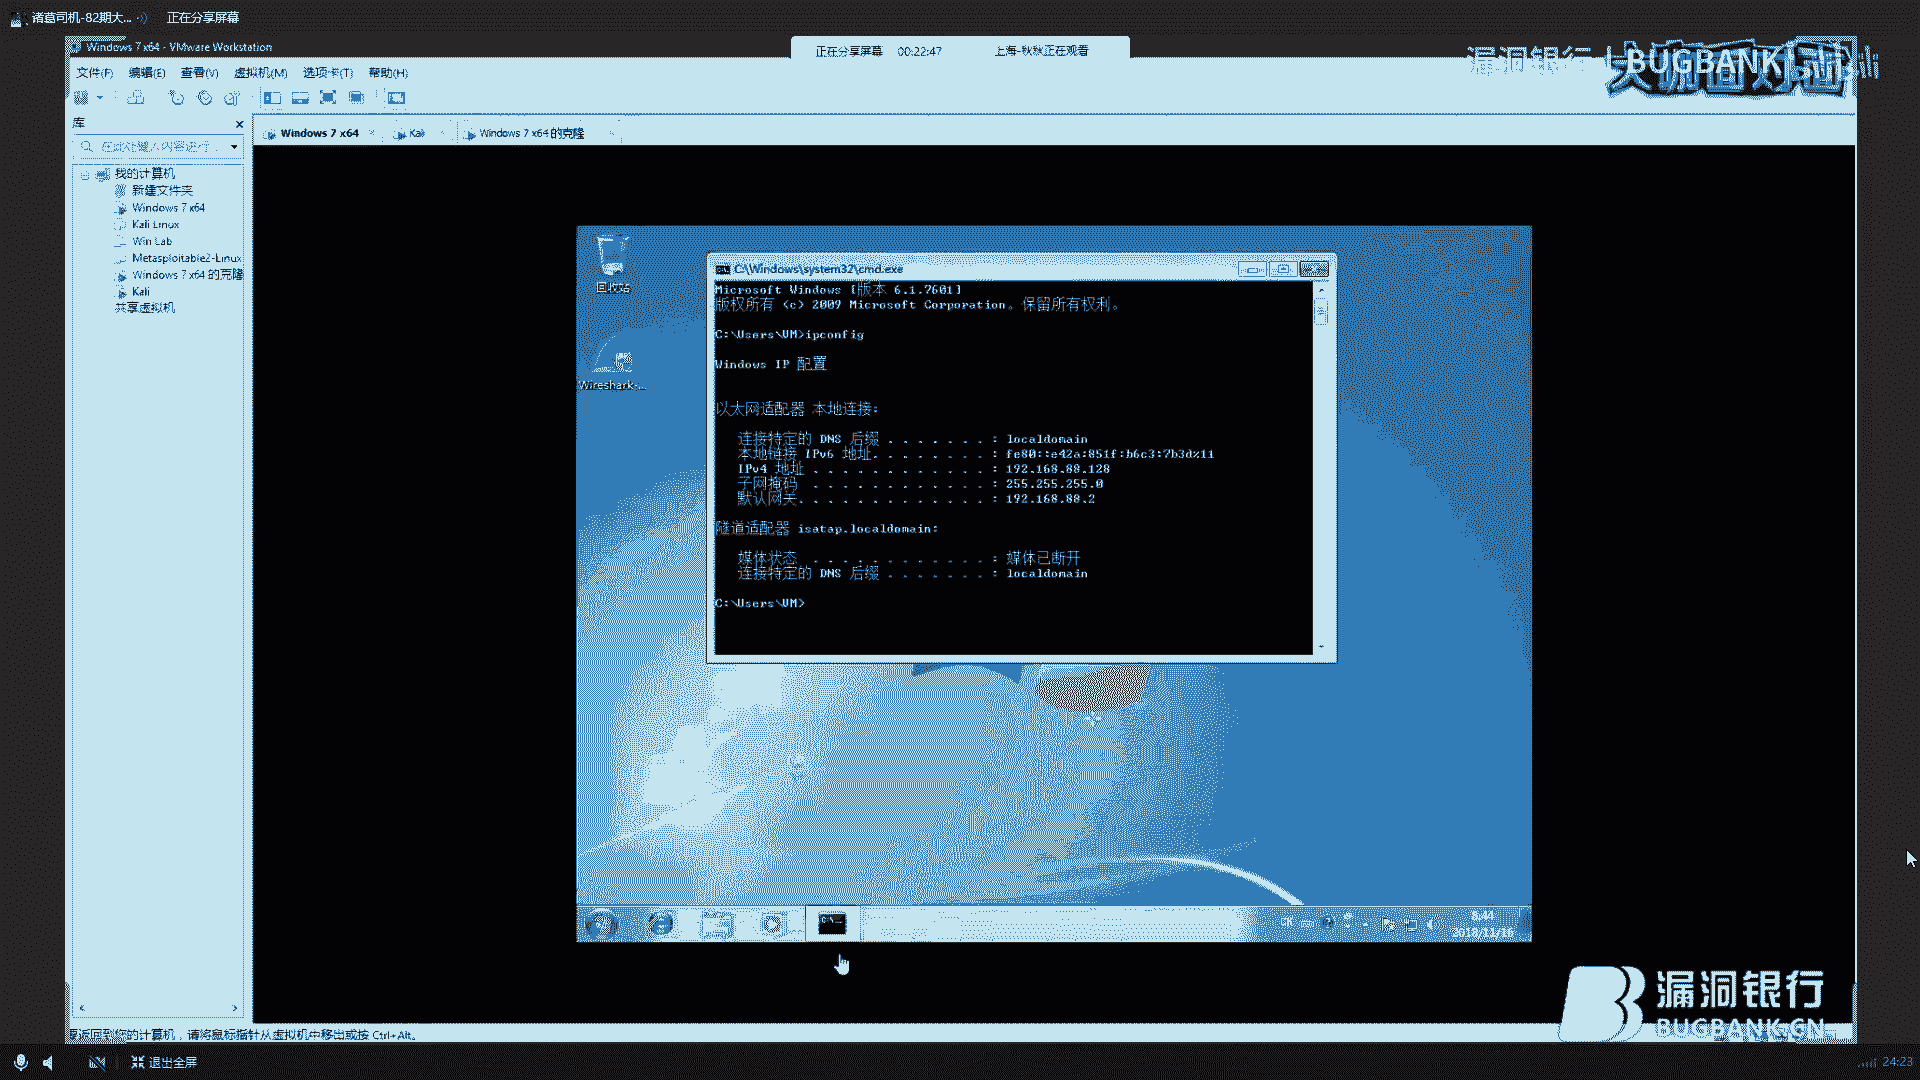 诸葛司机-82期大... 正在分享屏幕
Windows 7 x64 - VMware Workstation
正在分享屏幕 00:22:47 上海-秋秋正在观看
漏洞银行 | BUGBANK
大咖面对面
文件(F) 编辑(E) 查看(V) 虚拟机(M) 选项卡(T) 帮助(H)
库
Windows 7 x64
Kali
Windows 7 x64 的克隆
在此处键入内容进行...
我的计算机
新建文件夹
Windows 7 x64
Kali Linux
Win Lab
Metasploitable2-Linux
Windows 7 x64 的克隆
Kali
共享虚拟机
回收站
Wireshark-...
C:\Windows\system32\cmd.exe
Microsoft Windows [版本 6.1.7601]
版权所有 (c) 2009 Microsoft Corporation。保留所有权利。
C:\Users\VM>ipconfig
Windows IP 配置
以太网适配器 本地连接:
连接特定的 DNS 后缀 . . . . . . . : localdomain
本地链接 IPv6 地址. . . . . . . . : fe80::e42a:851f:b6c3:7b3d%11
IPv4 地址 . . . . . . . . . . . . : 192.168.88.128
子网掩码 . . . . . . . . . . . . : 255.255.255.0
默认网关. . . . . . . . . . . . . : 192.168.88.2
隧道适配器 isatap.localdomain:
媒体状态 . . . . . . . . . . . . : 媒体已断开
连接特定的 DNS 后缀 . . . . . . . : localdomain
C:\Users\VM>
CH
8:44
2018/11/16
漏洞银行
BUGBANK.CN
要返回到您的计算机，请将鼠标指针从虚拟机中移出或按 Ctrl+Alt。
退出全屏
24:23